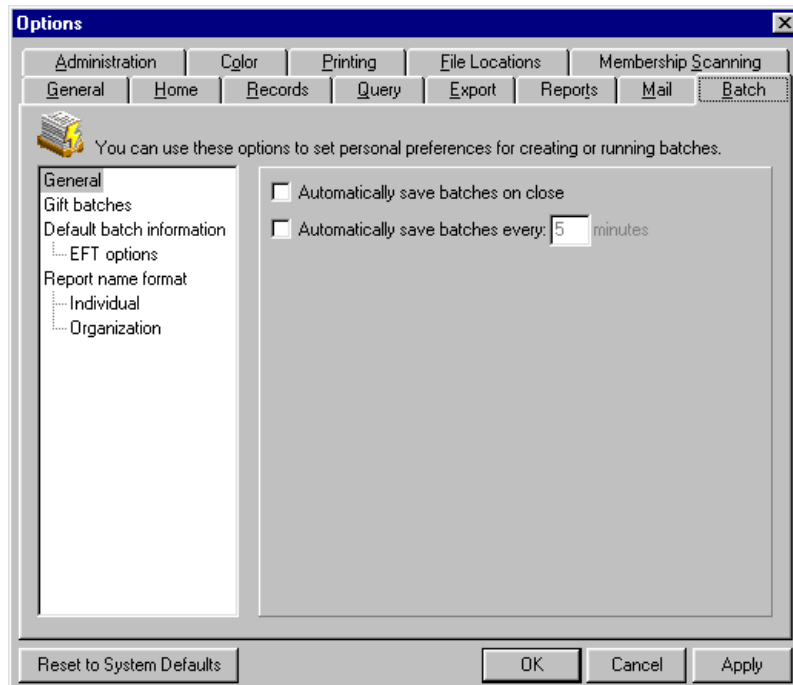 Options
Administration Color Printing File Locations Membership Scanning
General Home Records Query Export Reports Mail Batch
You can use these options to set personal preferences for creating or running batches.
General
Gift batches
Default batch information
EFT options
Report name format
Individual
Organization
Automatically save batches on close
Automatically save batches every: 5 minutes
Reset to System Defaults OK Cancel Apply